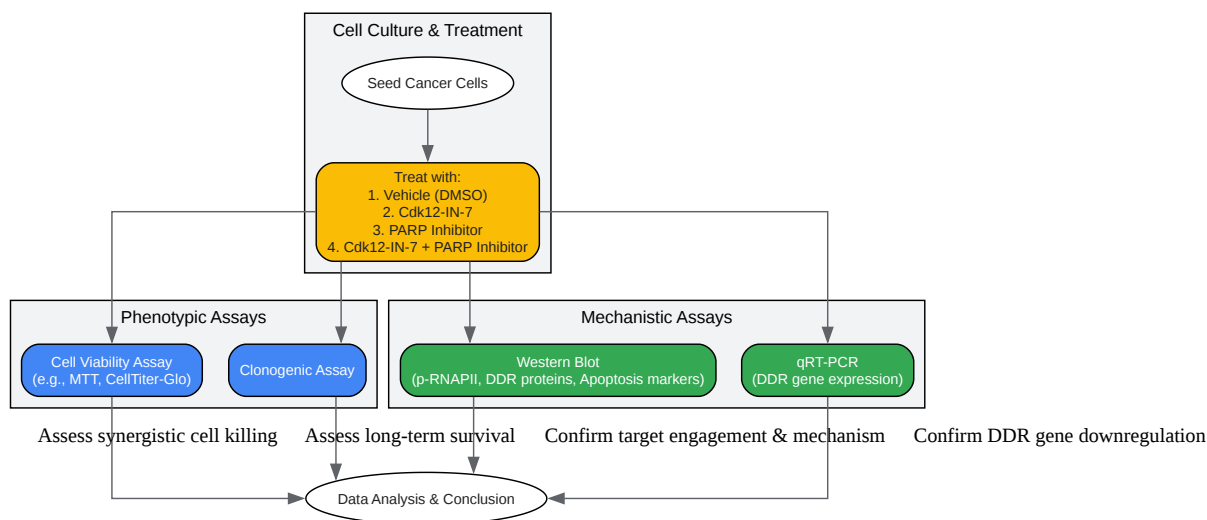 Cell Culture & Treatment
Seed Cancer Cells
Treat with:
1. Vehicle (DMSO)
2. Cdk12-IN-7
3. PARP Inhibitor
4. Cdk12-IN-7 + PARP Inhibitor
Phenotypic Assays
Mechanistic Assays
Cell Viability Assay
(e.g., MTT, CellTiter-Glo)
Clonogenic Assay
Western Blot
(p-RNAPII, DDR proteins, Apoptosis markers)
qRT-PCR
(DDR gene expression)
Assess synergistic cell killing
Assess long-term survival
Confirm target engagement & mechanism
Confirm DDR gene downregulation
Data Analysis & Conclusion